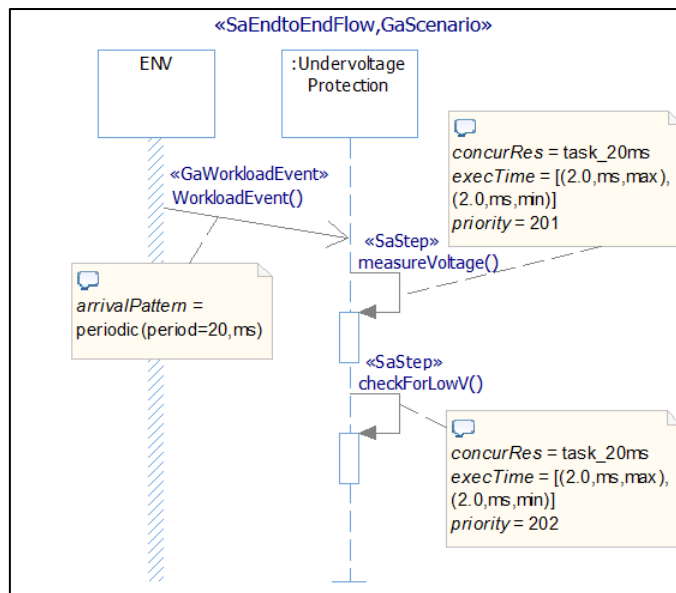 «SaEndtoEndFlow,GaScenario»
ENV
:Undervoltage
Protection
«GaWorkloadEvent»
WorkloadEvent()
arrivalPattern =
periodic(period=20,ms)
«SaStep»
measureVoltage()
concurRes = task_20ms
execTime = [(2.0,ms,max),
(2.0,ms,min)]
priority = 201
«SaStep»
checkForLowV()
concurRes = task_20ms
execTime = [(2.0,ms,max),
(2.0,ms,min)]
priority = 202